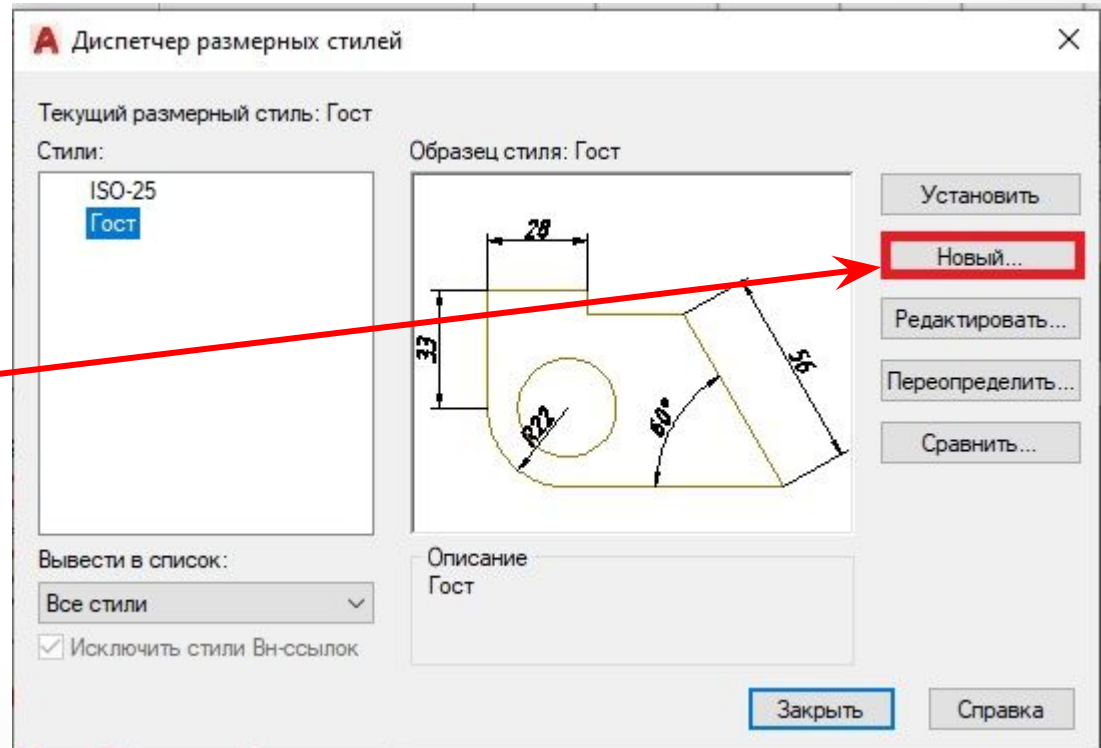 Диспетчер размерных стилей
Текущий размерный стиль: Гост
Стили:
ISO-25
Гост
Образец стиля: Гост
28
33
R22
60°
56
Установить
Новый...
Редактировать...
Переопределить...
Сравнить...
Вывести в список:
Все стили
Исключить стили Вн-ссылок
Описание
Гост
Закрыть
Справка